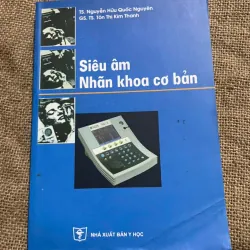 TS. Nguyễn Hữu Quốc Nguyên
GS. TS. Tôn Thị Kim Thanh
Siêu âm
Nhãn khoa cơ bản
NHÀ XUẤT BẢN Y HỌC